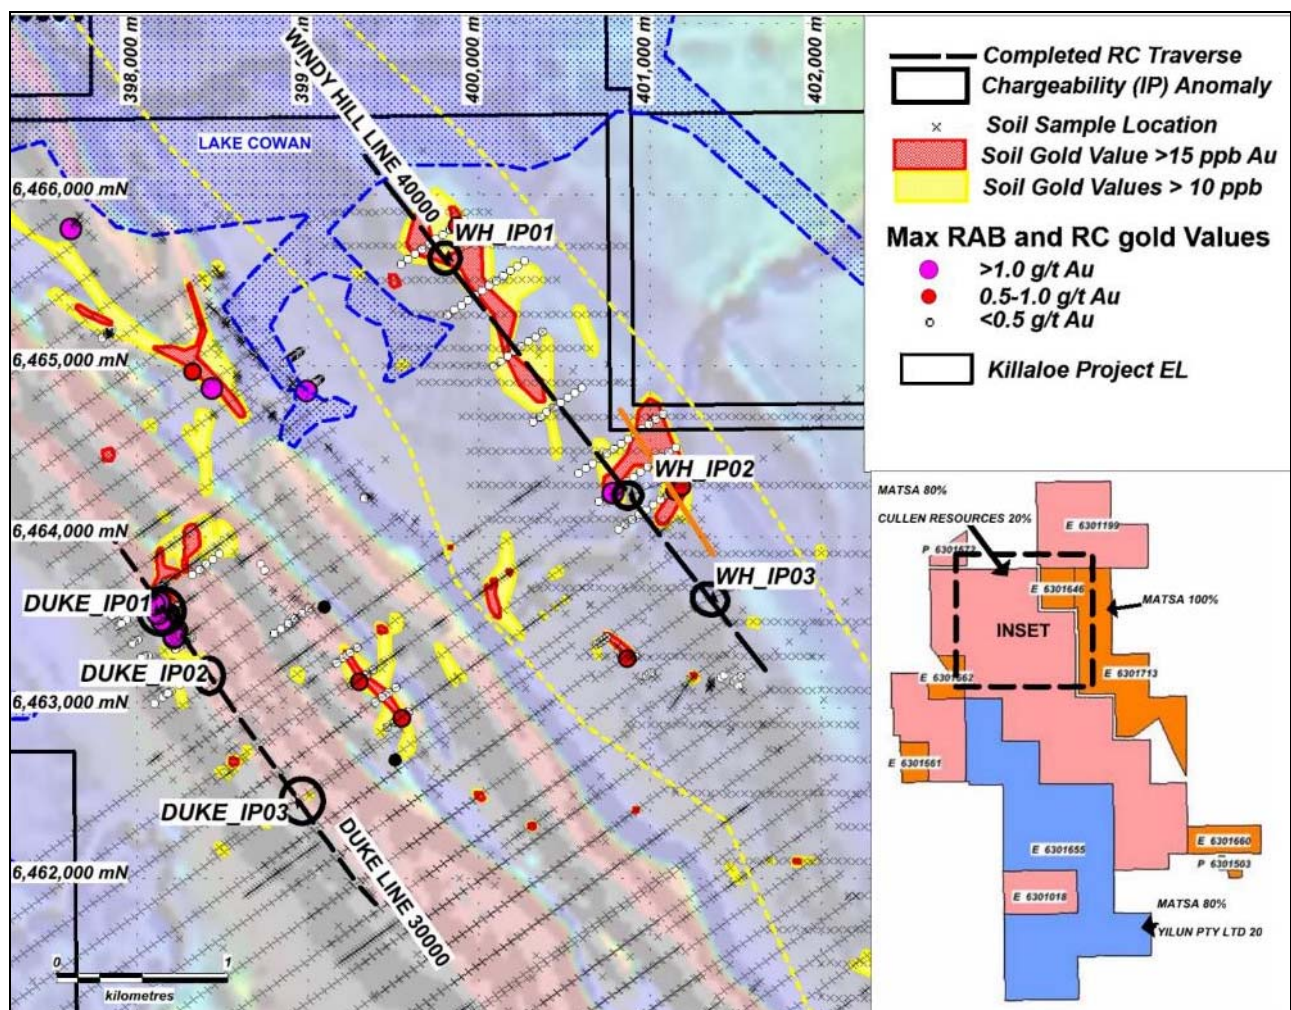 398,000 m
399
400,000 m
401,000 m
402,000 m
WINDY HILL LINE 40000
LAKE COWAN
6,466,000 mN
WH_IP01
6,465,000 mN
WH_IP02
6,464,000 mN
WH_IP03
DUKE_IP01
DUKE_IP02
6,463,000 mN
DUKE_IP03
DUKE LINE 30000
6,462,000 mN
0 1
kilometres
Completed RC Traverse
Chargeability (IP) Anomaly
Soil Sample Location
Soil Gold Value >15 ppb Au
Soil Gold Values > 10 ppb
Max RAB and RC gold Values
>1.0 g/t Au
0.5-1.0 g/t Au
<0.5 g/t Au
Killaloe Project EL
MATSA 80%
CULLEN RESOURCES 20%
E 6301199
P 6301672
E 6301646
MATSA 100%
INSET
E 6301662
E 6301713
E 6301661
E 6301655
E 6301660
P 6301503
E 6301018
MATSA 80%
YILUN PTY LTD 20